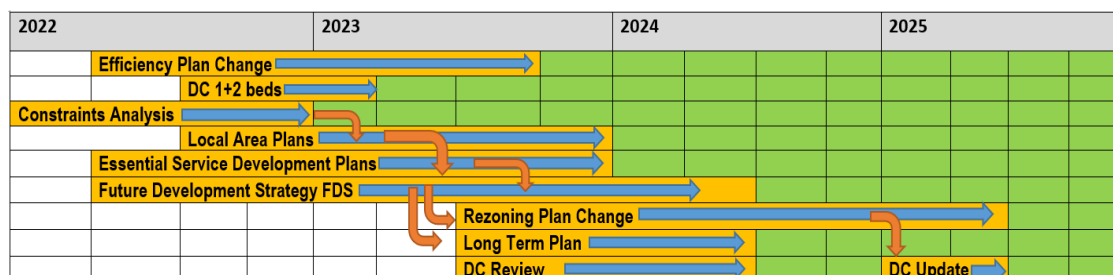 2022 2023 2024 2025
Efficiency Plan Change
DC 1+2 beds
Constraints Analysis
Local Area Plans
Essential Service Development Plans
Future Development Strategy FDS
Rezoning Plan Change
Long Term Plan
DC Review DC Update